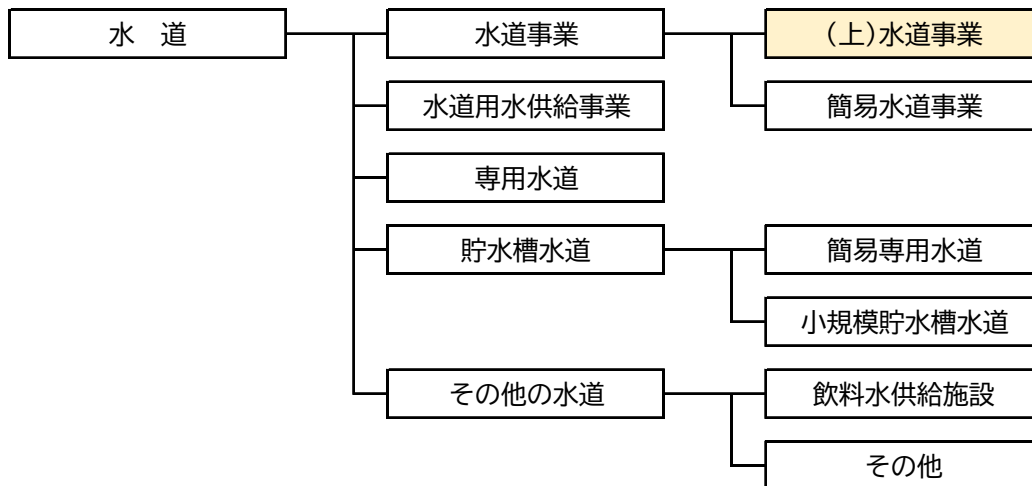 水　道
水道事業
(上)水道事業
簡易水道事業
水道用水供給事業
専用水道
貯水槽水道
簡易専用水道
小規模貯水槽水道
その他の水道
飲料水供給施設
その他